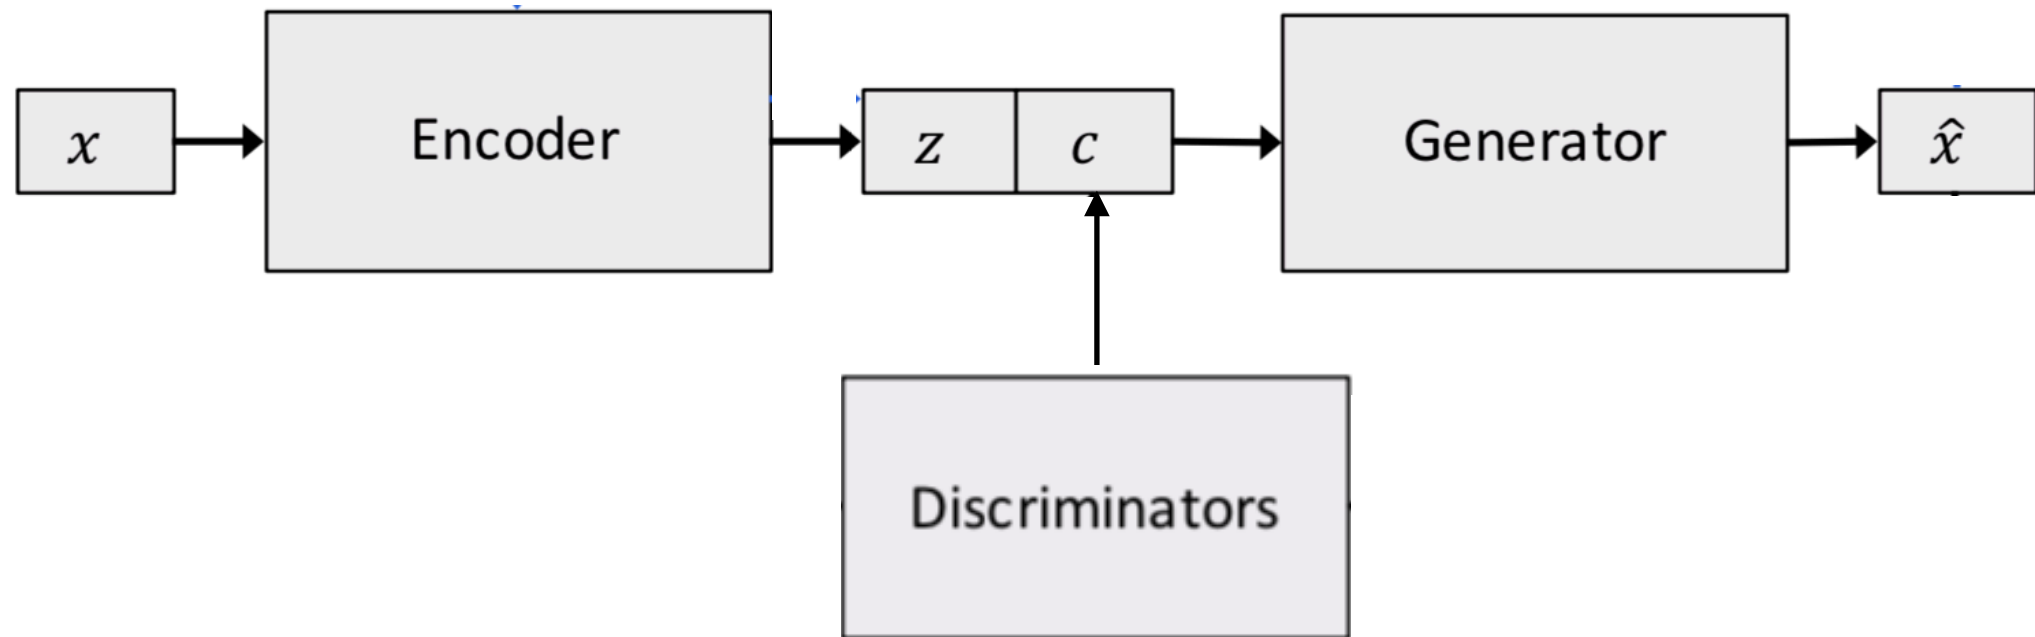 x
Encoder
z
c
Generator
x̂
Discriminators